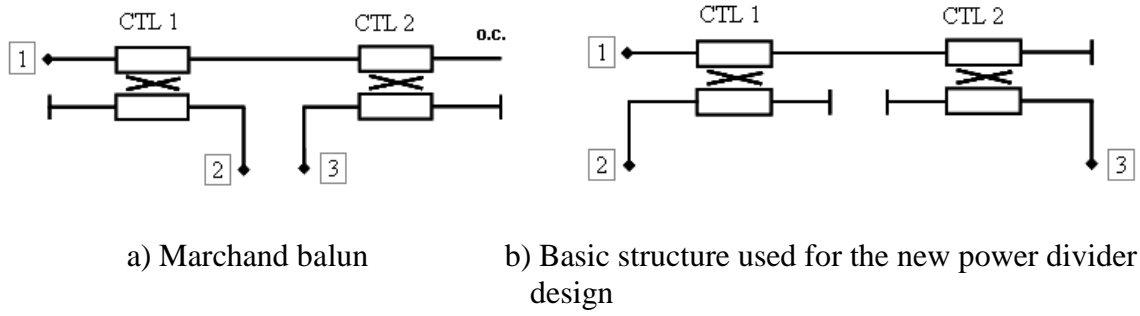 CTL 1
CTL 2
o.c.
1
2
3
CTL 1
CTL 2
1
2
3
a) Marchand balun
b) Basic structure used for the new power divider
design